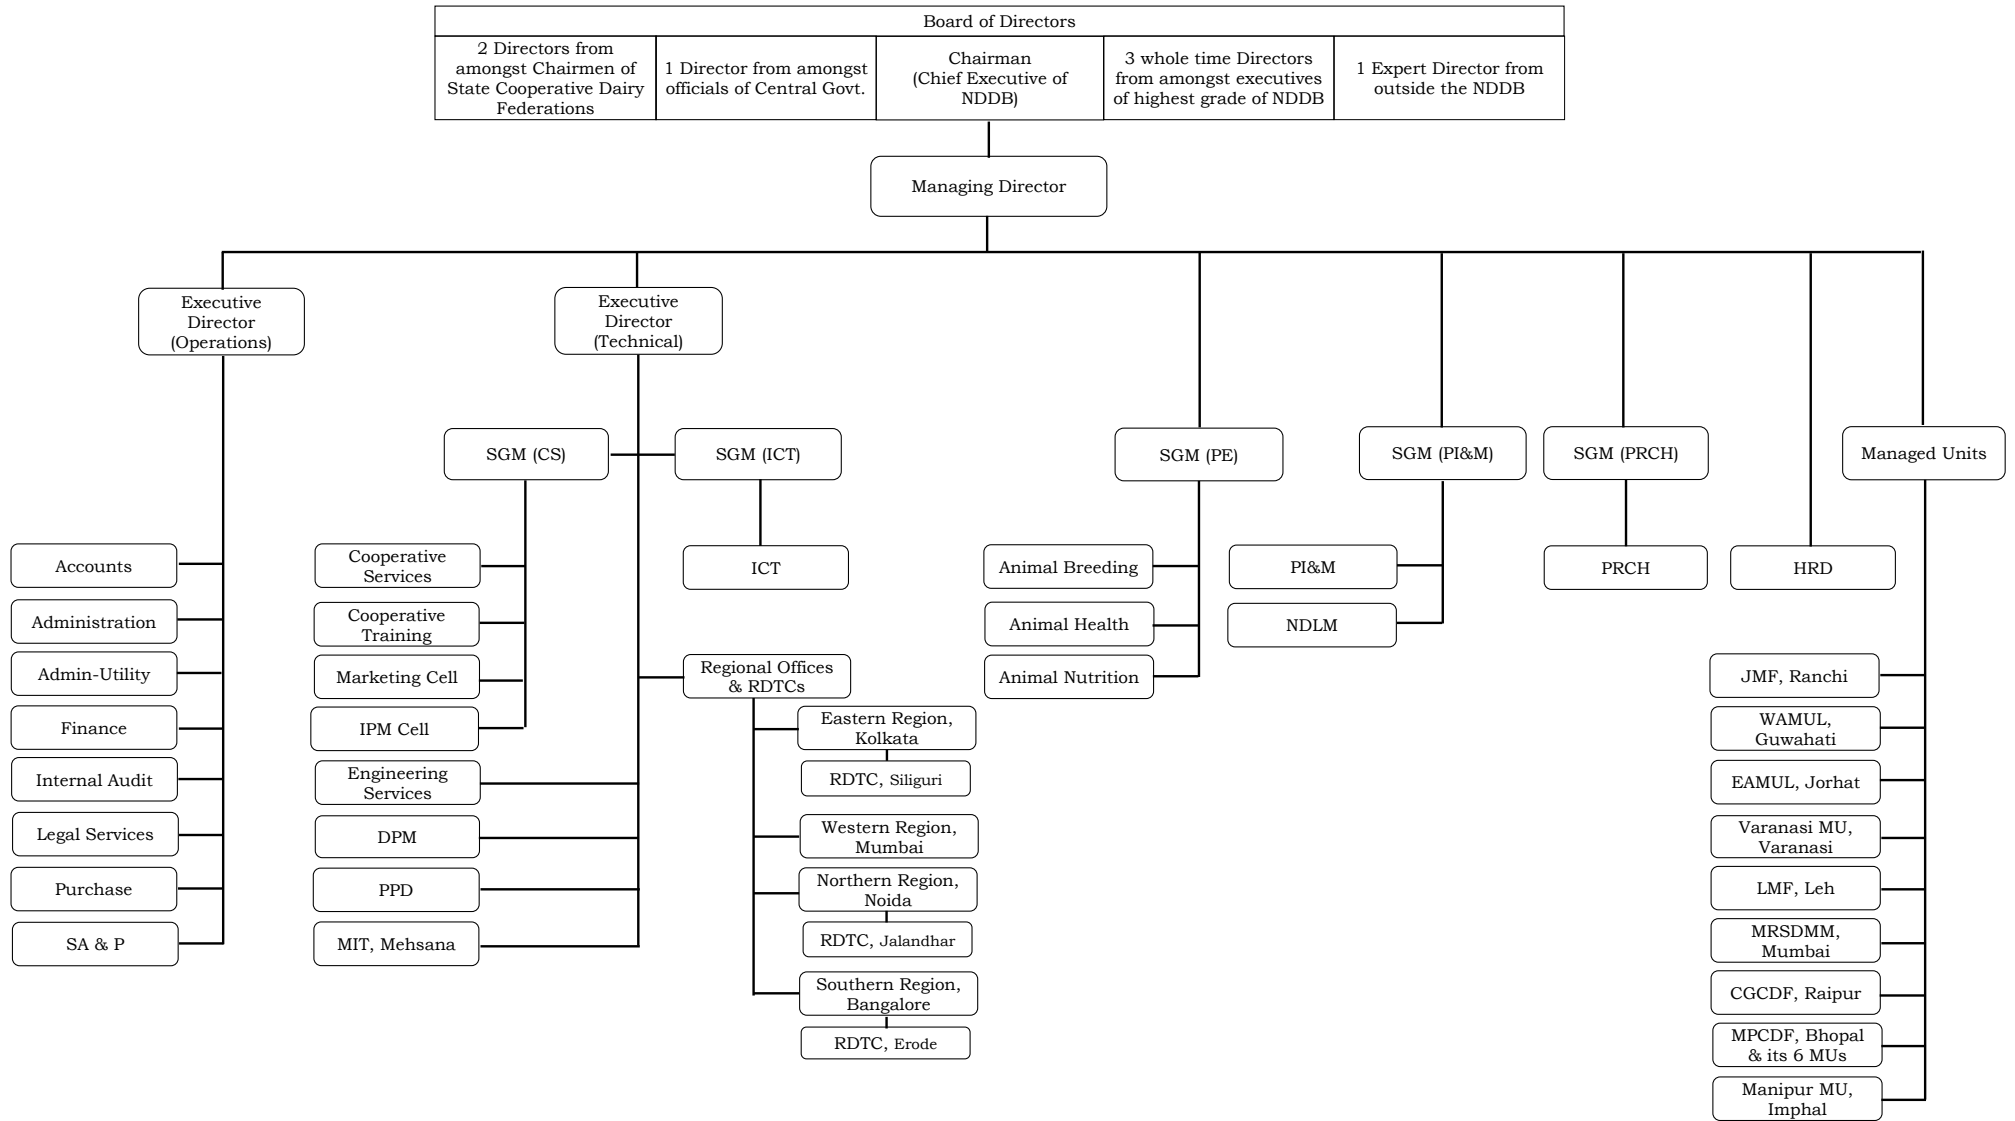 Board of Directors
2 Directors from
amongst Chairmen of
State Cooperative Dairy
Federations
1 Director from amongst
officials of Central Govt.
Chairman
(Chief Executive of
NDDB)
3 whole time Directors
from amongst executives
of highest grade of NDDB
1 Expert Director from
outside the NDDB
Managing Director
Executive
Director
(Operations)
Executive
Director
(Technical)
SGM (CS)
SGM (ICT)
SGM (PE)
SGM (PI&M)
SGM (PRCH)
Managed Units
Accounts
Administration
Admin-Utility
Finance
Internal Audit
Legal Services
Purchase
SA & P
Cooperative
Services
Cooperative
Training
Marketing Cell
IPM Cell
Engineering
Services
DPM
PPD
MIT, Mehsana
ICT
Regional Offices
& RDTCs
Eastern Region,
Kolkata
RDTC, Siliguri
Western Region,
Mumbai
Northern Region,
Noida
RDTC, Jalandhar
Southern Region,
Bangalore
RDTC, Erode
Animal Breeding
Animal Health
Animal Nutrition
PI&M
NDLM
PRCH
HRD
JMF, Ranchi
WAMUL,
Guwahati
EAMUL, Jorhat
Varanasi MU,
Varanasi
LMF, Leh
MRSDMM,
Mumbai
CGCDF, Raipur
MPCDF, Bhopal
& its 6 MUs
Manipur MU,
Imphal